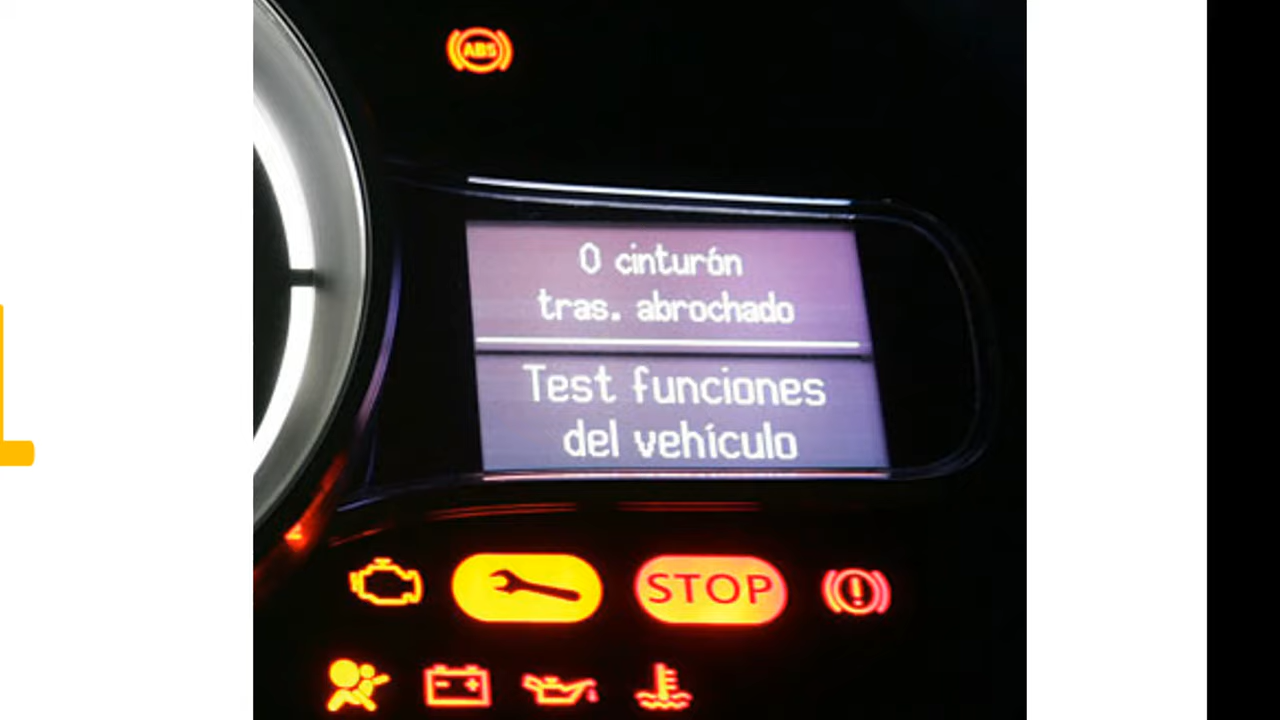 ABS
0 cinturón
tras. abrochado
Test funciones
del vehículo
STOP